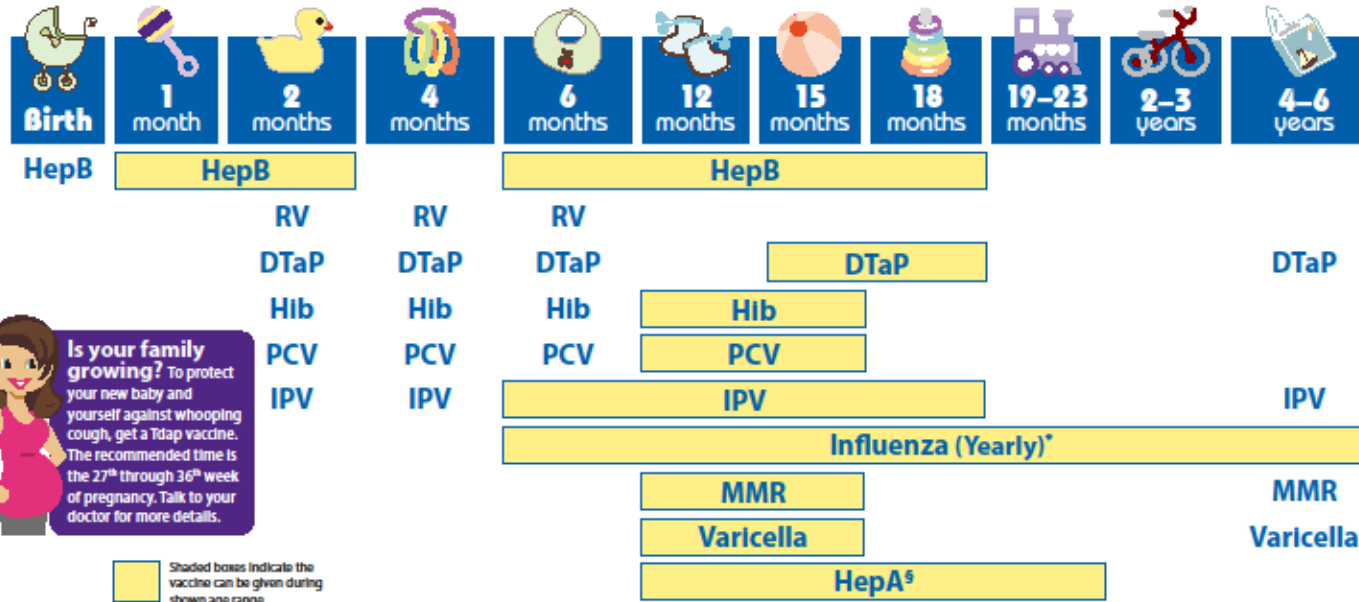 Birth
1 month
2 months
4 months
6 months
12 months
15 months
18 months
19–23 months
2–3 years
4–6 years
HepB HepB HepB
RV RV RV
DTaP DTaP DTaP DTaP DTaP
Hib Hib Hib Hib
PCV PCV PCV PCV
IPV IPV IPV IPV
Influenza (Yearly)*
MMR MMR
Varicella Varicella
HepA§
Is your family
growing? To protect
your new baby and
yourself against whooping
cough, get a Tdap vaccine.
The recommended time is
the 27th through 36th week
of pregnancy. Talk to your
doctor for more details.
Shaded boxes indicate the
vaccine can be given during
shown age range